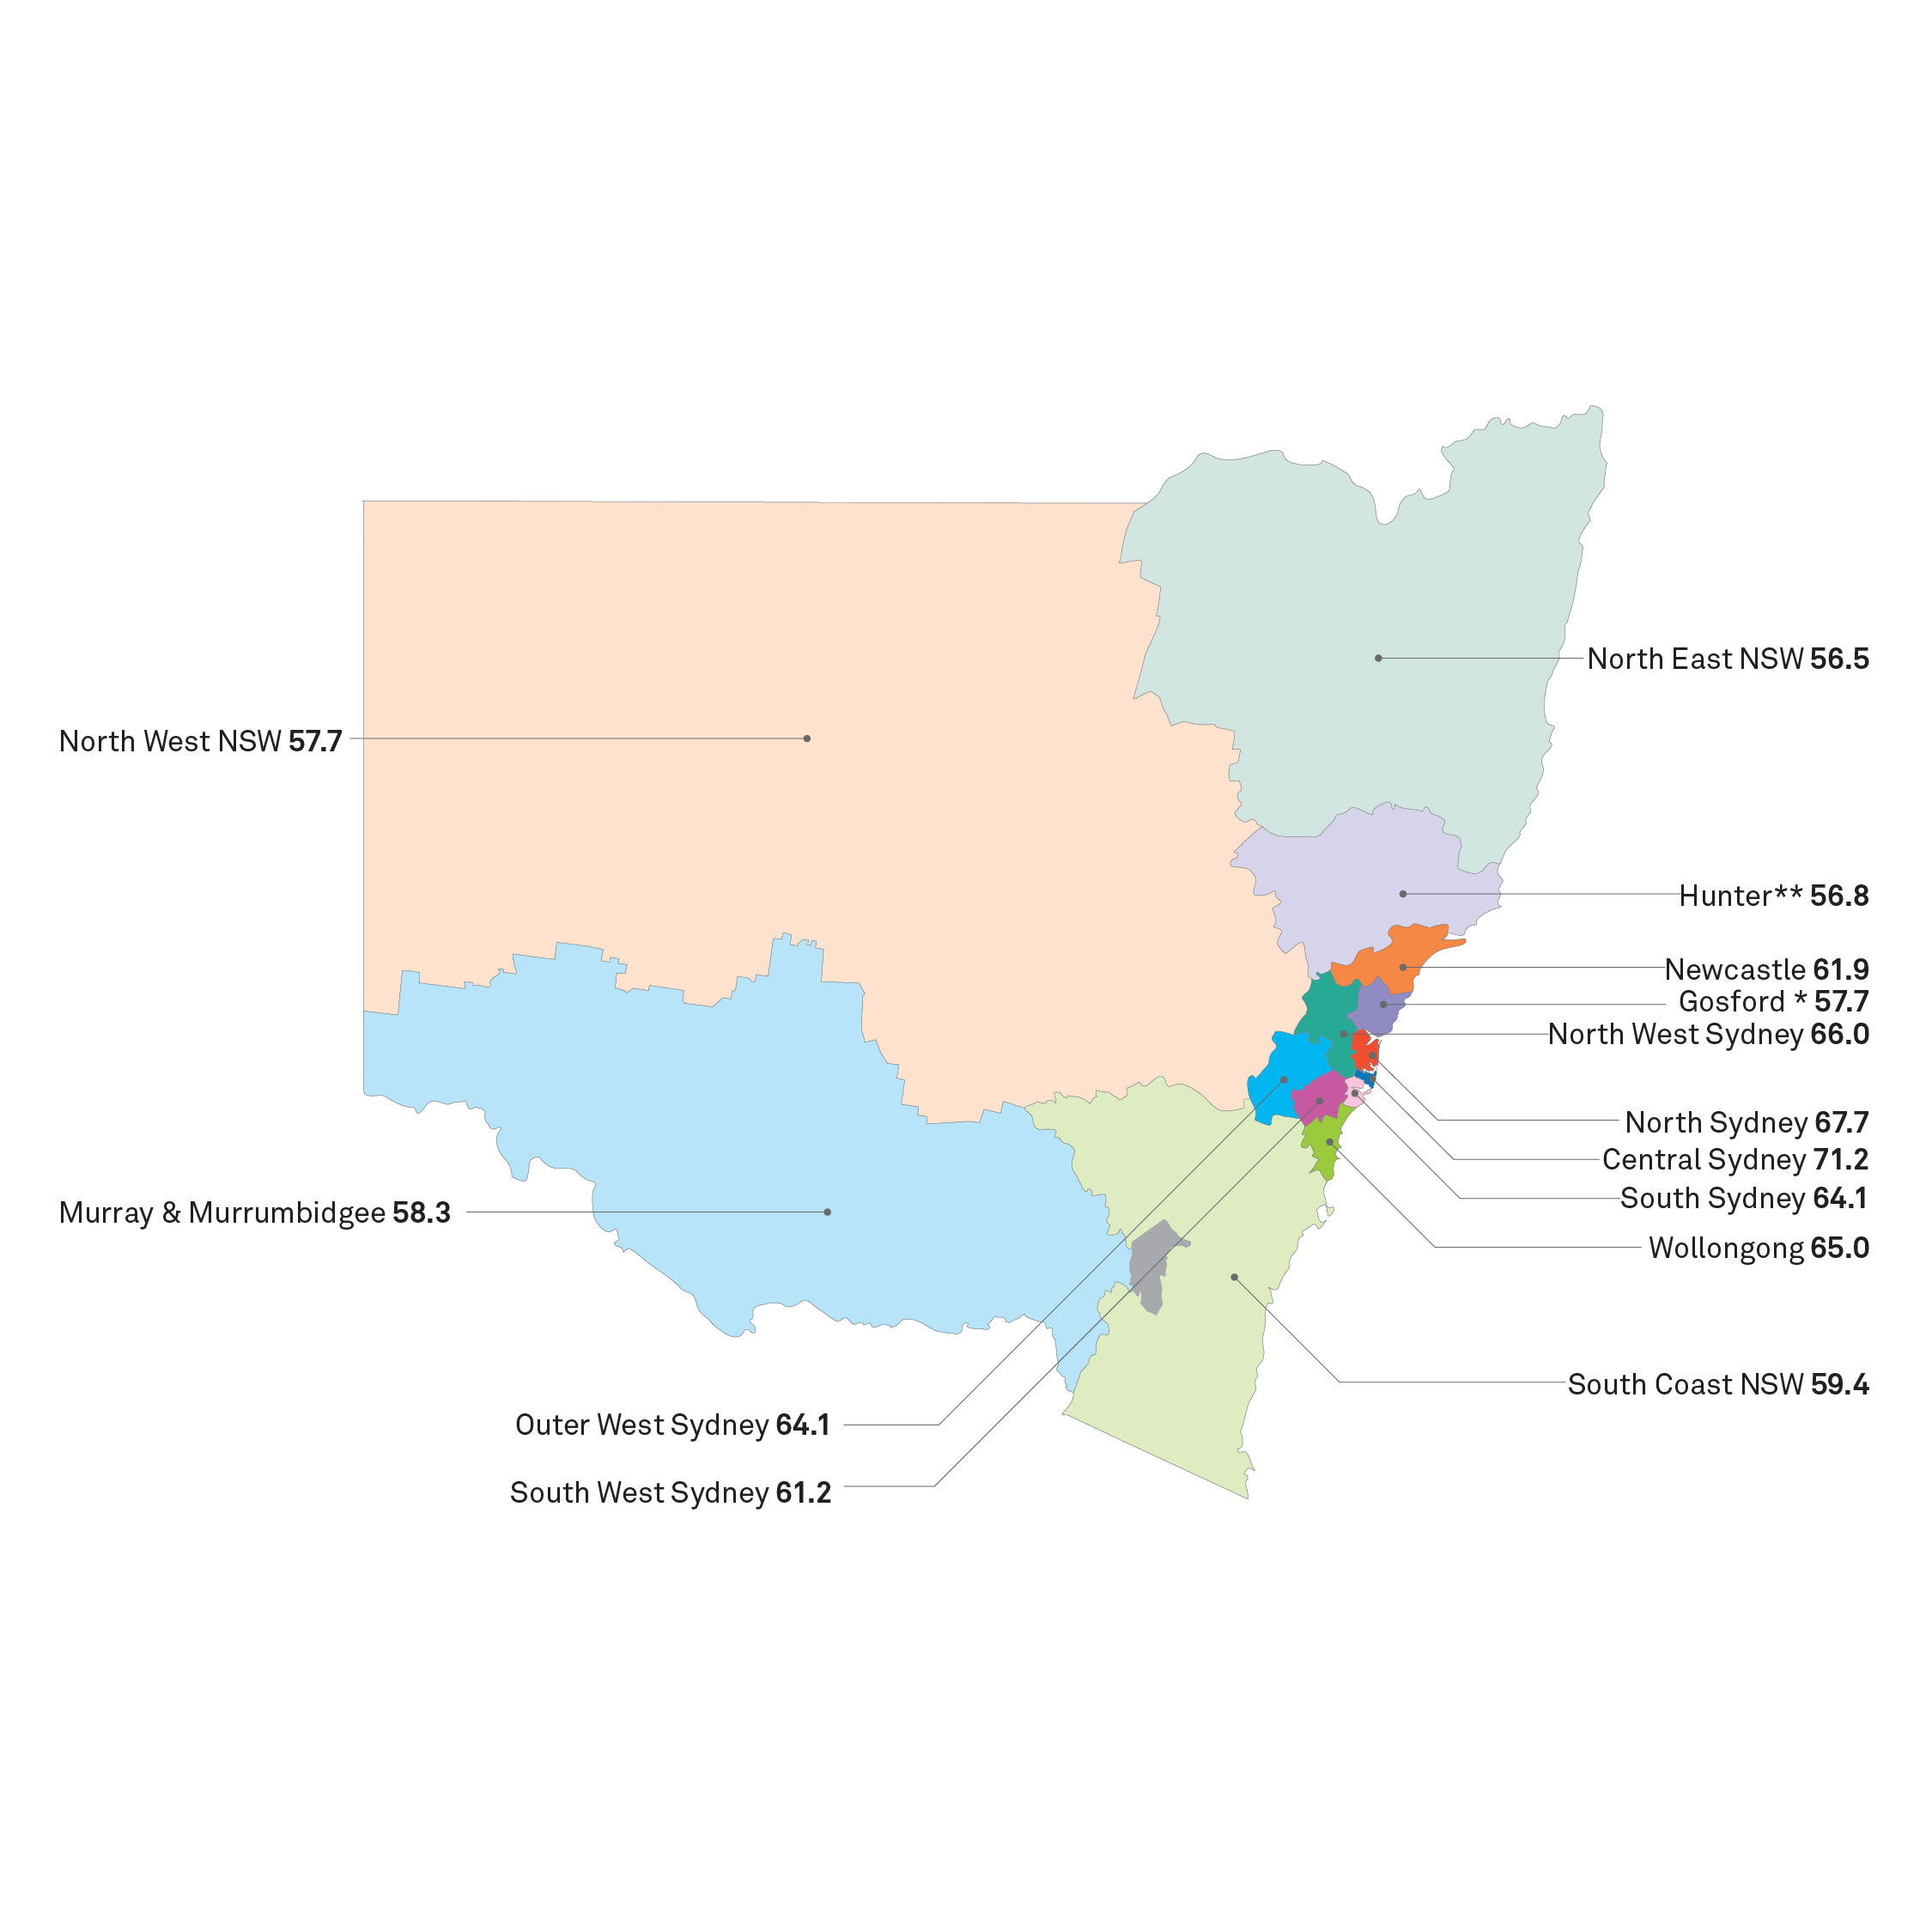 North East NSW 56.5
North West NSW 57.7
Hunter** 56.8
Newcastle 61.9
Gosford * 57.7
North West Sydney 66.0
North Sydney 67.7
Central Sydney 71.2
South Sydney 64.1
Murray & Murrumbidgee 58.3
Wollongong 65.0
South Coast NSW 59.4
Outer West Sydney 64.1
South West Sydney 61.2